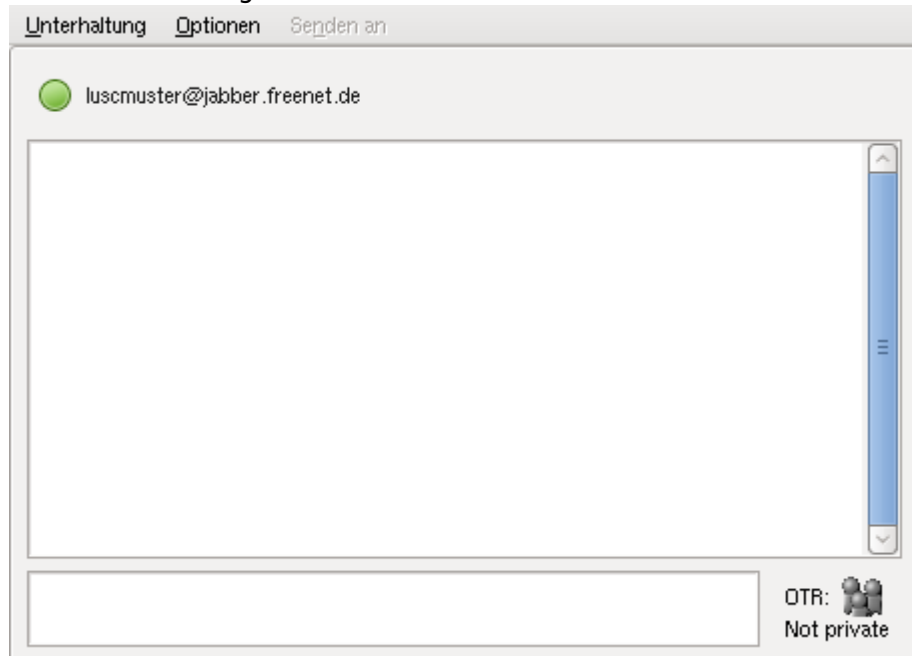 Unterhaltung Optionen Senden an
luscmuster@jabber.freenet.de
OTR:
Not private